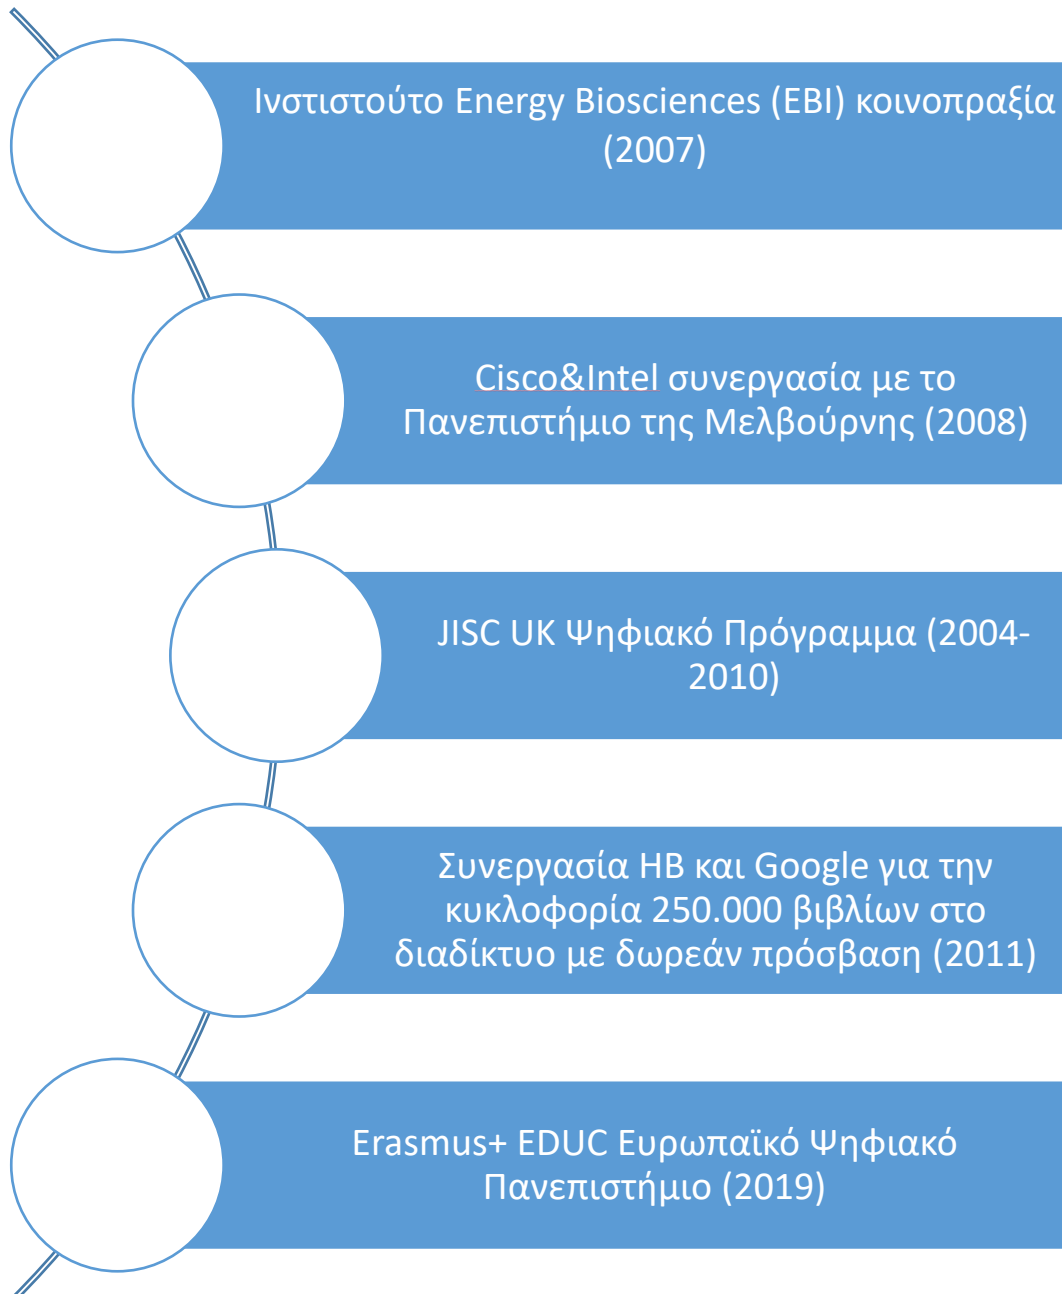 Ινστιστούτο Energy Biosciences (EBI) κοινοπραξία
(2007)
Cisco&Intel συνεργασία με το
Πανεπιστήμιο της Μελβούρνης (2008)
JISC UK Ψηφιακό Πρόγραμμα (2004-
2010)
Συνεργασία ΗΒ και Google για την
κυκλοφορία 250.000 βιβλίων στο
διαδίκτυο με δωρεάν πρόσβαση (2011)
Erasmus+ EDUC Ευρωπαϊκό Ψηφιακό
Πανεπιστήμιο (2019)